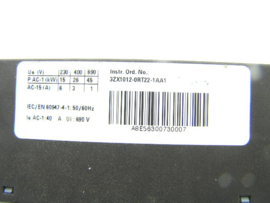 Ue (V) 230 400 690
P AC-1 (kW) 15 26 45
AC-15 (A) 6 3 1
IEC/EN 60947-4-1: 50/60Hz
Ie AC-1: 40 A Ui: 690 V
Instr. Ord. No.:
3ZX1012-0RT22-1AA1
ABE56300730007